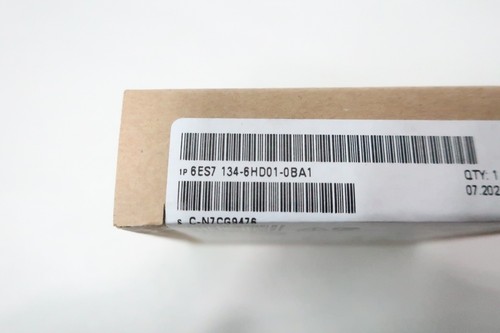 1P 6ES7 134-6HD01-0BA1
QTY: 1
07.202
S C-N7CG9476